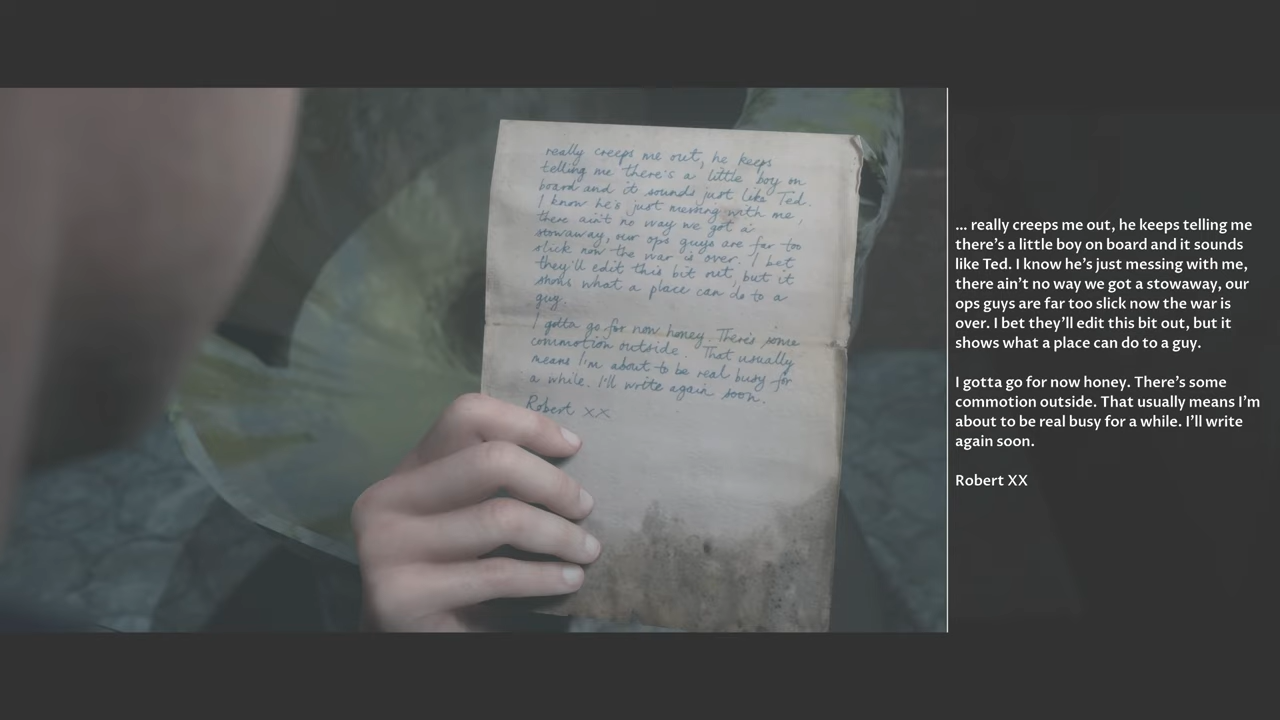 really creeps me out, he keeps
telling me there's a little boy on
board and it sounds just like Ted.
I know he's just messing with me,
there ain't no way we got a
stowaway, our ops guys are far too
slick now the war is over. I bet
they'll edit this bit out, but it
shows what a place can do to a
guy.
I gotta go for now honey. There's some
commotion outside. That usually
means I'm about to be real busy for
a while. I'll write again soon.
Robert XX
... really creeps me out, he keeps telling me
there's a little boy on board and it sounds
like Ted. I know he's just messing with me,
there ain't no way we got a stowaway, our
ops guys are far too slick now the war is
over. I bet they'll edit this bit out, but it
shows what a place can do to a guy.
I gotta go for now honey. There's some
commotion outside. That usually means I'm
about to be real busy for a while. I'll write
again soon.
Robert XX